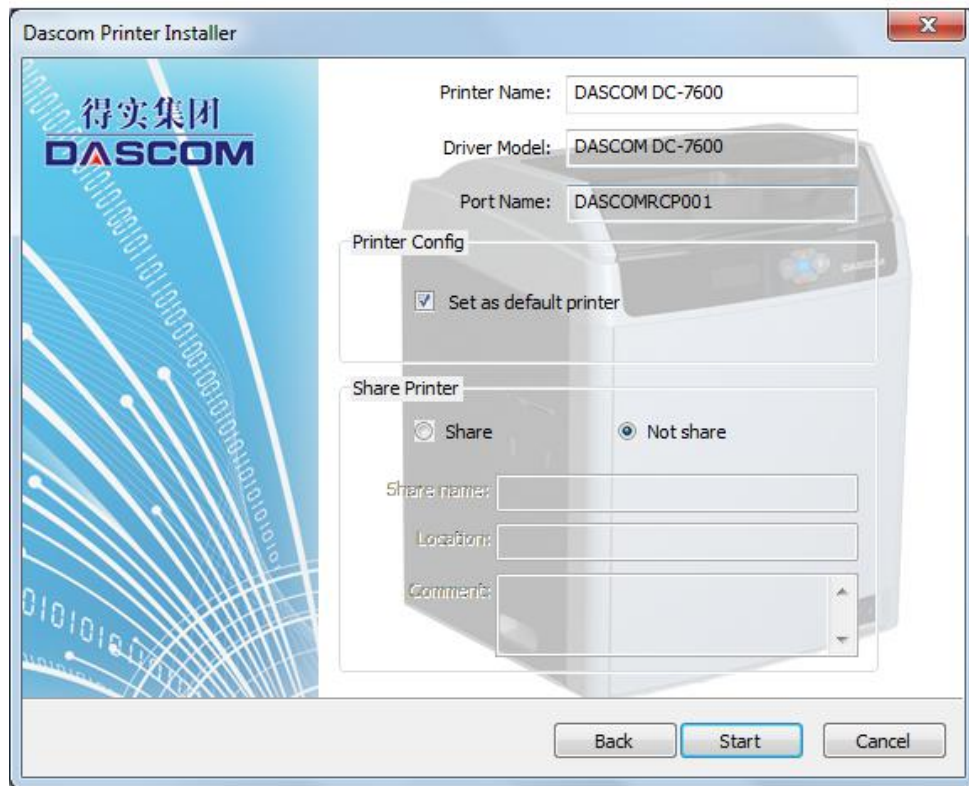 Dascom Printer Installer
得实集团
DASCOM
Printer Name: DASCOM DC-7600
Driver Model: DASCOM DC-7600
Port Name: DASCOMRCP001
Printer Config
Set as default printer
Share Printer
Share Not share
Share name:
Location:
Comment:
Back Start Cancel